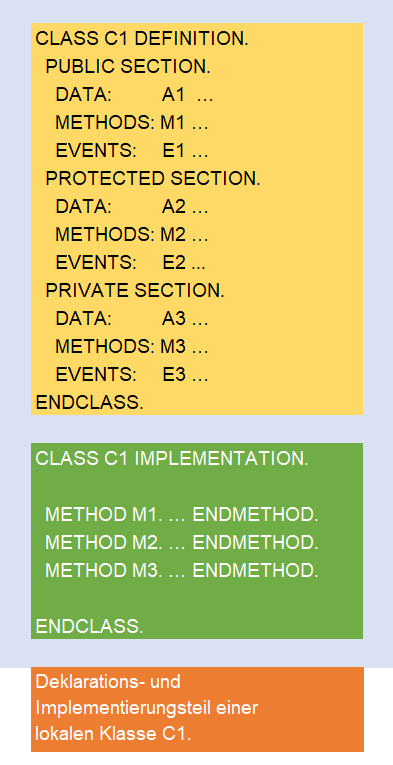 CLASS C1 DEFINITION.
PUBLIC SECTION.
DATA: A1 …
METHODS: M1 …
EVENTS: E1 …
PROTECTED SECTION.
DATA: A2 …
METHODS: M2 …
EVENTS: E2 ...
PRIVATE SECTION.
DATA: A3 …
METHODS: M3 …
EVENTS: E3 …
ENDCLASS.
CLASS C1 IMPLEMENTATION.
METHOD M1. … ENDMETHOD.
METHOD M2. … ENDMETHOD.
METHOD M3. … ENDMETHOD.
ENDCLASS.
Deklarations- und
Implementierungsteil einer
lokalen Klasse C1.